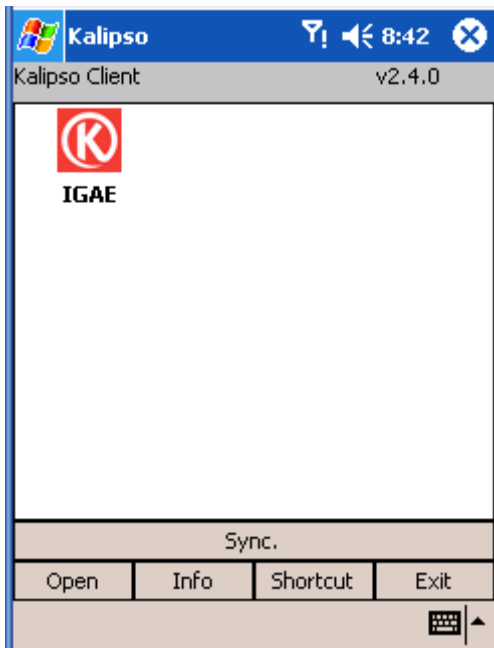 Kalipso 8:42
Kalipso Client v2.4.0
K
IGAE
Sync.
Open Info Shortcut Exit